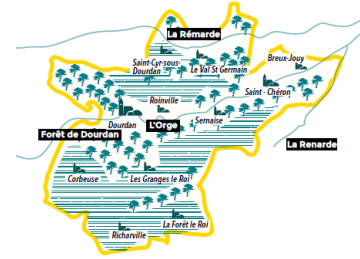 La Rémarde
Saint-Cyr-sous-
Dourdan
Le Val St Germain
Breux-Jouy
Saint - Chéron
Roinville
Dourdan
L'Orge
Sermaise
Forêt de Dourdan
La Renarde
Corbeuse
Les Granges le Roi
La Forêt le Roi
Richarville